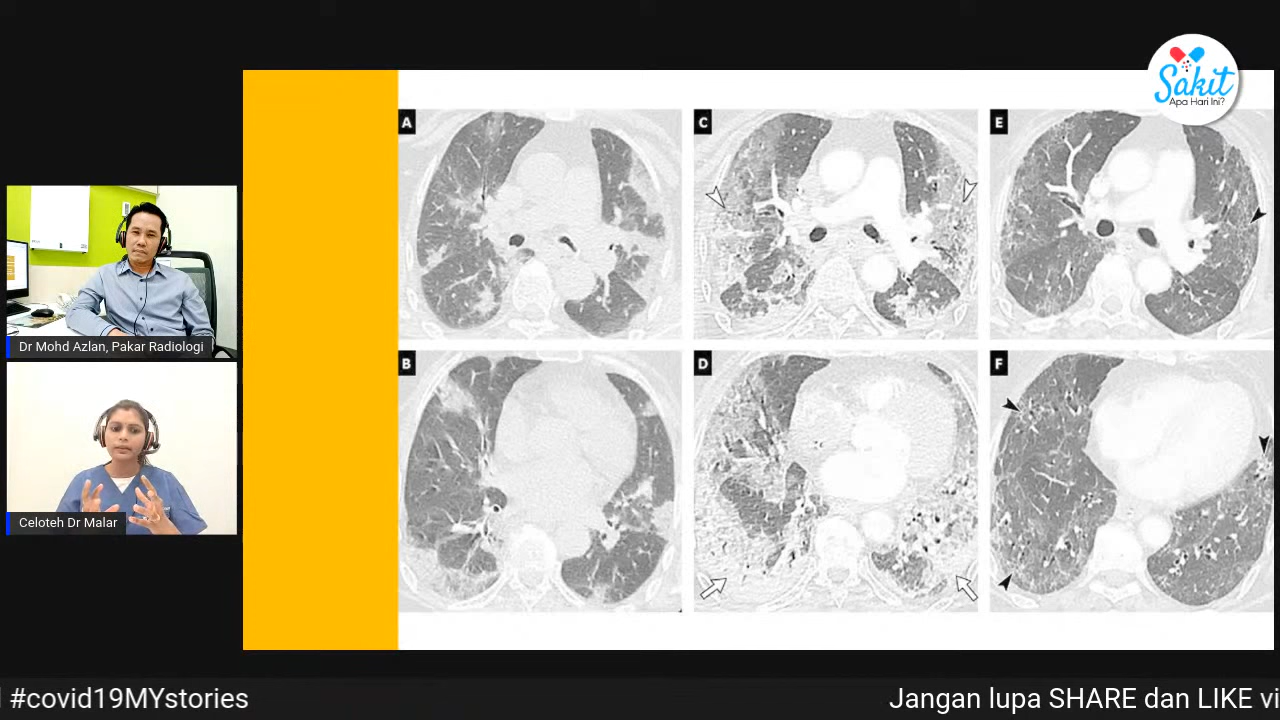 Sakit
Apa Hari Ini?
A
C
E
B
D
F
Dr Mohd Azlan, Pakar Radiologi
Celoteh Dr Malar
#covid19MYstories
Jangan lupa SHARE dan LIKE vi